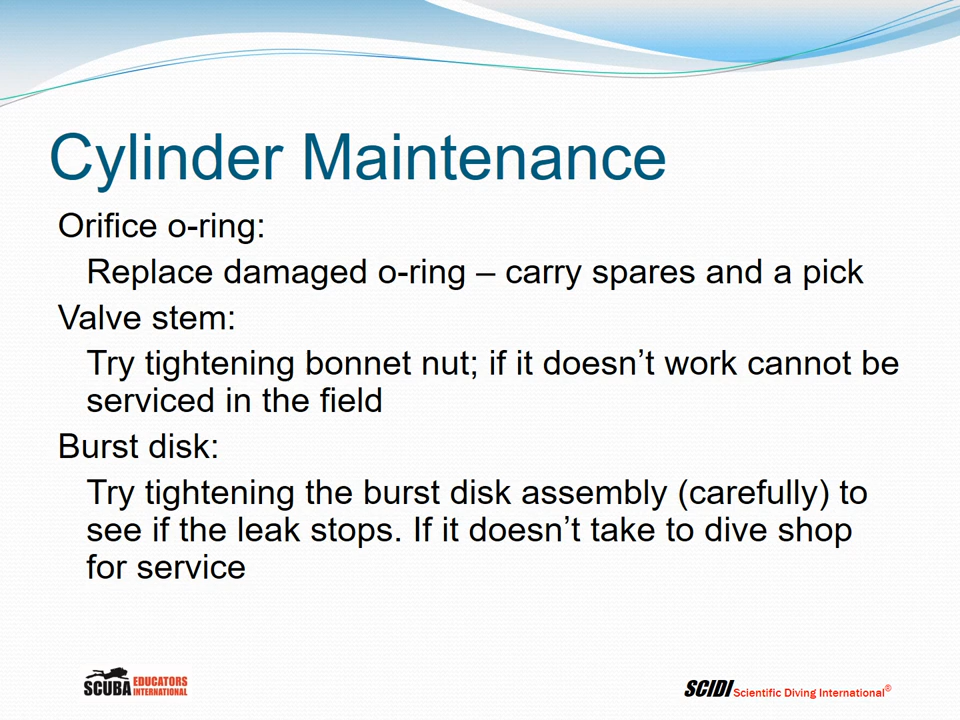 Cylinder Maintenance
Orifice o-ring:
Replace damaged o-ring – carry spares and a pick
Valve stem:
Try tightening bonnet nut; if it doesn’t work cannot be
serviced in the field
Burst disk:
Try tightening the burst disk assembly (carefully) to
see if the leak stops. If it doesn’t take to dive shop
for service
SCUBA EDUCATORS
INTERNATIONAL
SCIDI Scientific Diving International®